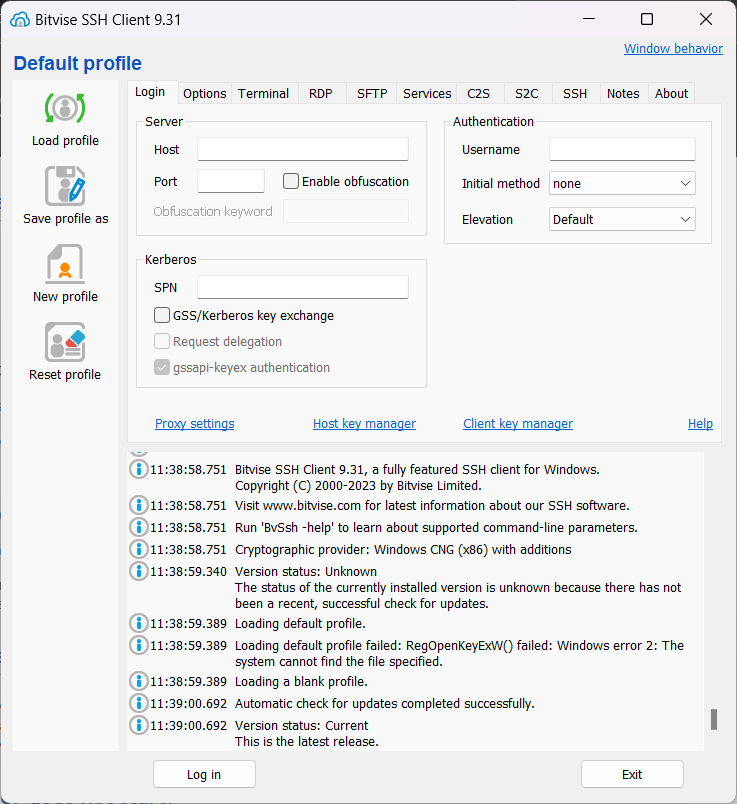 Bitvise SSH Client 9.31
Window behavior
Default profile
Load profile
Save profile as
New profile
Reset profile
Login Options Terminal RDP SFTP Services C2S S2C SSH Notes About
Server
Host
Port Enable obfuscation
Obfuscation keyword
Authentication
Username
Initial method none
Elevation Default
Kerberos
SPN
GSS/Kerberos key exchange
Request delegation
gssapi-keyex authentication
Proxy settings Host key manager Client key manager Help
11:38:58.751 Bitvise SSH Client 9.31, a fully featured SSH client for Windows.
Copyright (C) 2000-2023 by Bitvise Limited.
11:38:58.751 Visit www.bitvise.com for latest information about our SSH software.
11:38:58.751 Run 'BvSsh -help' to learn about supported command-line parameters.
11:38:58.751 Cryptographic provider: Windows CNG (x86) with additions
11:38:59.340 Version status: Unknown
The status of the currently installed version is unknown because there has not
been a recent, successful check for updates.
11:38:59.389 Loading default profile.
11:38:59.389 Loading default profile failed: RegOpenKeyExW() failed: Windows error 2: The
system cannot find the file specified.
11:38:59.389 Loading a blank profile.
11:39:00.692 Automatic check for updates completed successfully.
11:39:00.692 Version status: Current
This is the latest release.
Log in Exit